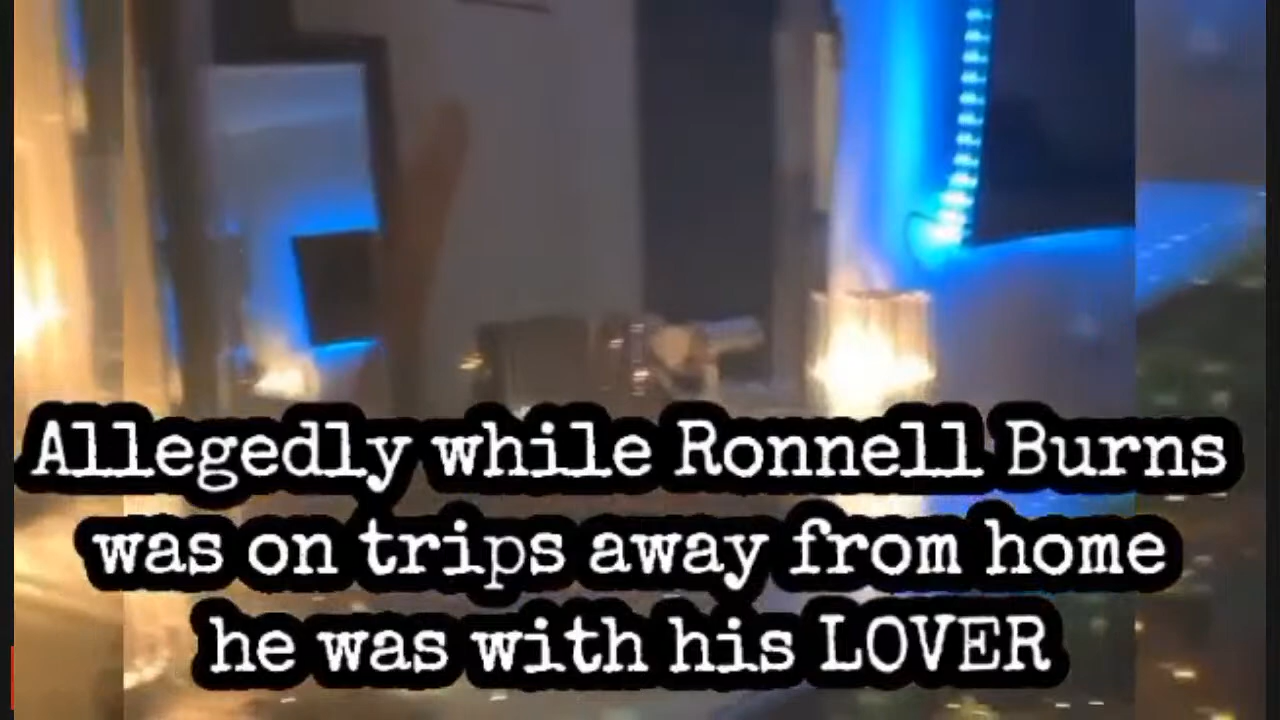 Allegedly while Ronnell Burns
was on trips away from home
he was with his LOVER